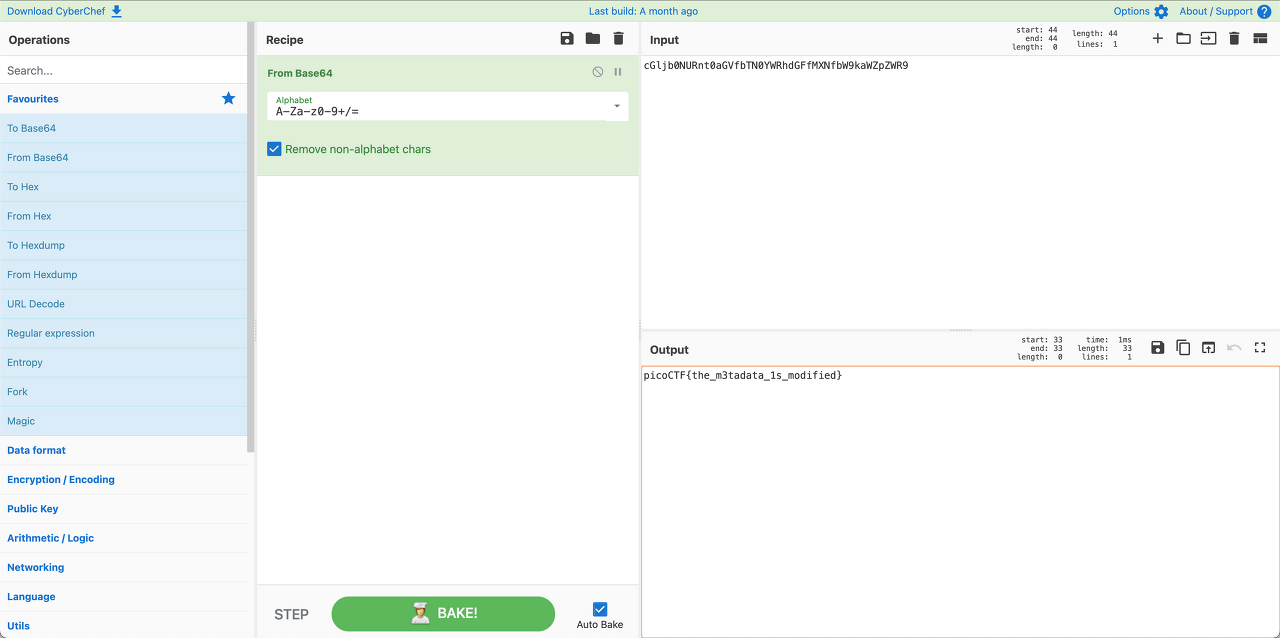 Download CyberChef
Last build: A month ago
Options
About / Support
Operations
Search...
Favourites
To Base64
From Base64
To Hex
From Hex
To Hexdump
From Hexdump
URL Decode
Regular expression
Entropy
Fork
Magic
Data format
Encryption / Encoding
Public Key
Arithmetic / Logic
Networking
Language
Utils
Recipe
From Base64
Alphabet
A-Za-z0-9+/=
Remove non-alphabet chars
STEP
BAKE!
Auto Bake
Input
start: 44
end: 44
length: 0
length: 44
lines: 1
cGljb0NURnt0aGVfbTN0YWRhdGFfMXNfbW9kaWZpZWR9
Output
start: 33
end: 33
length: 0
time: 1ms
length: 33
lines: 1
picoCTF{the_m3tadata_1s_modified}